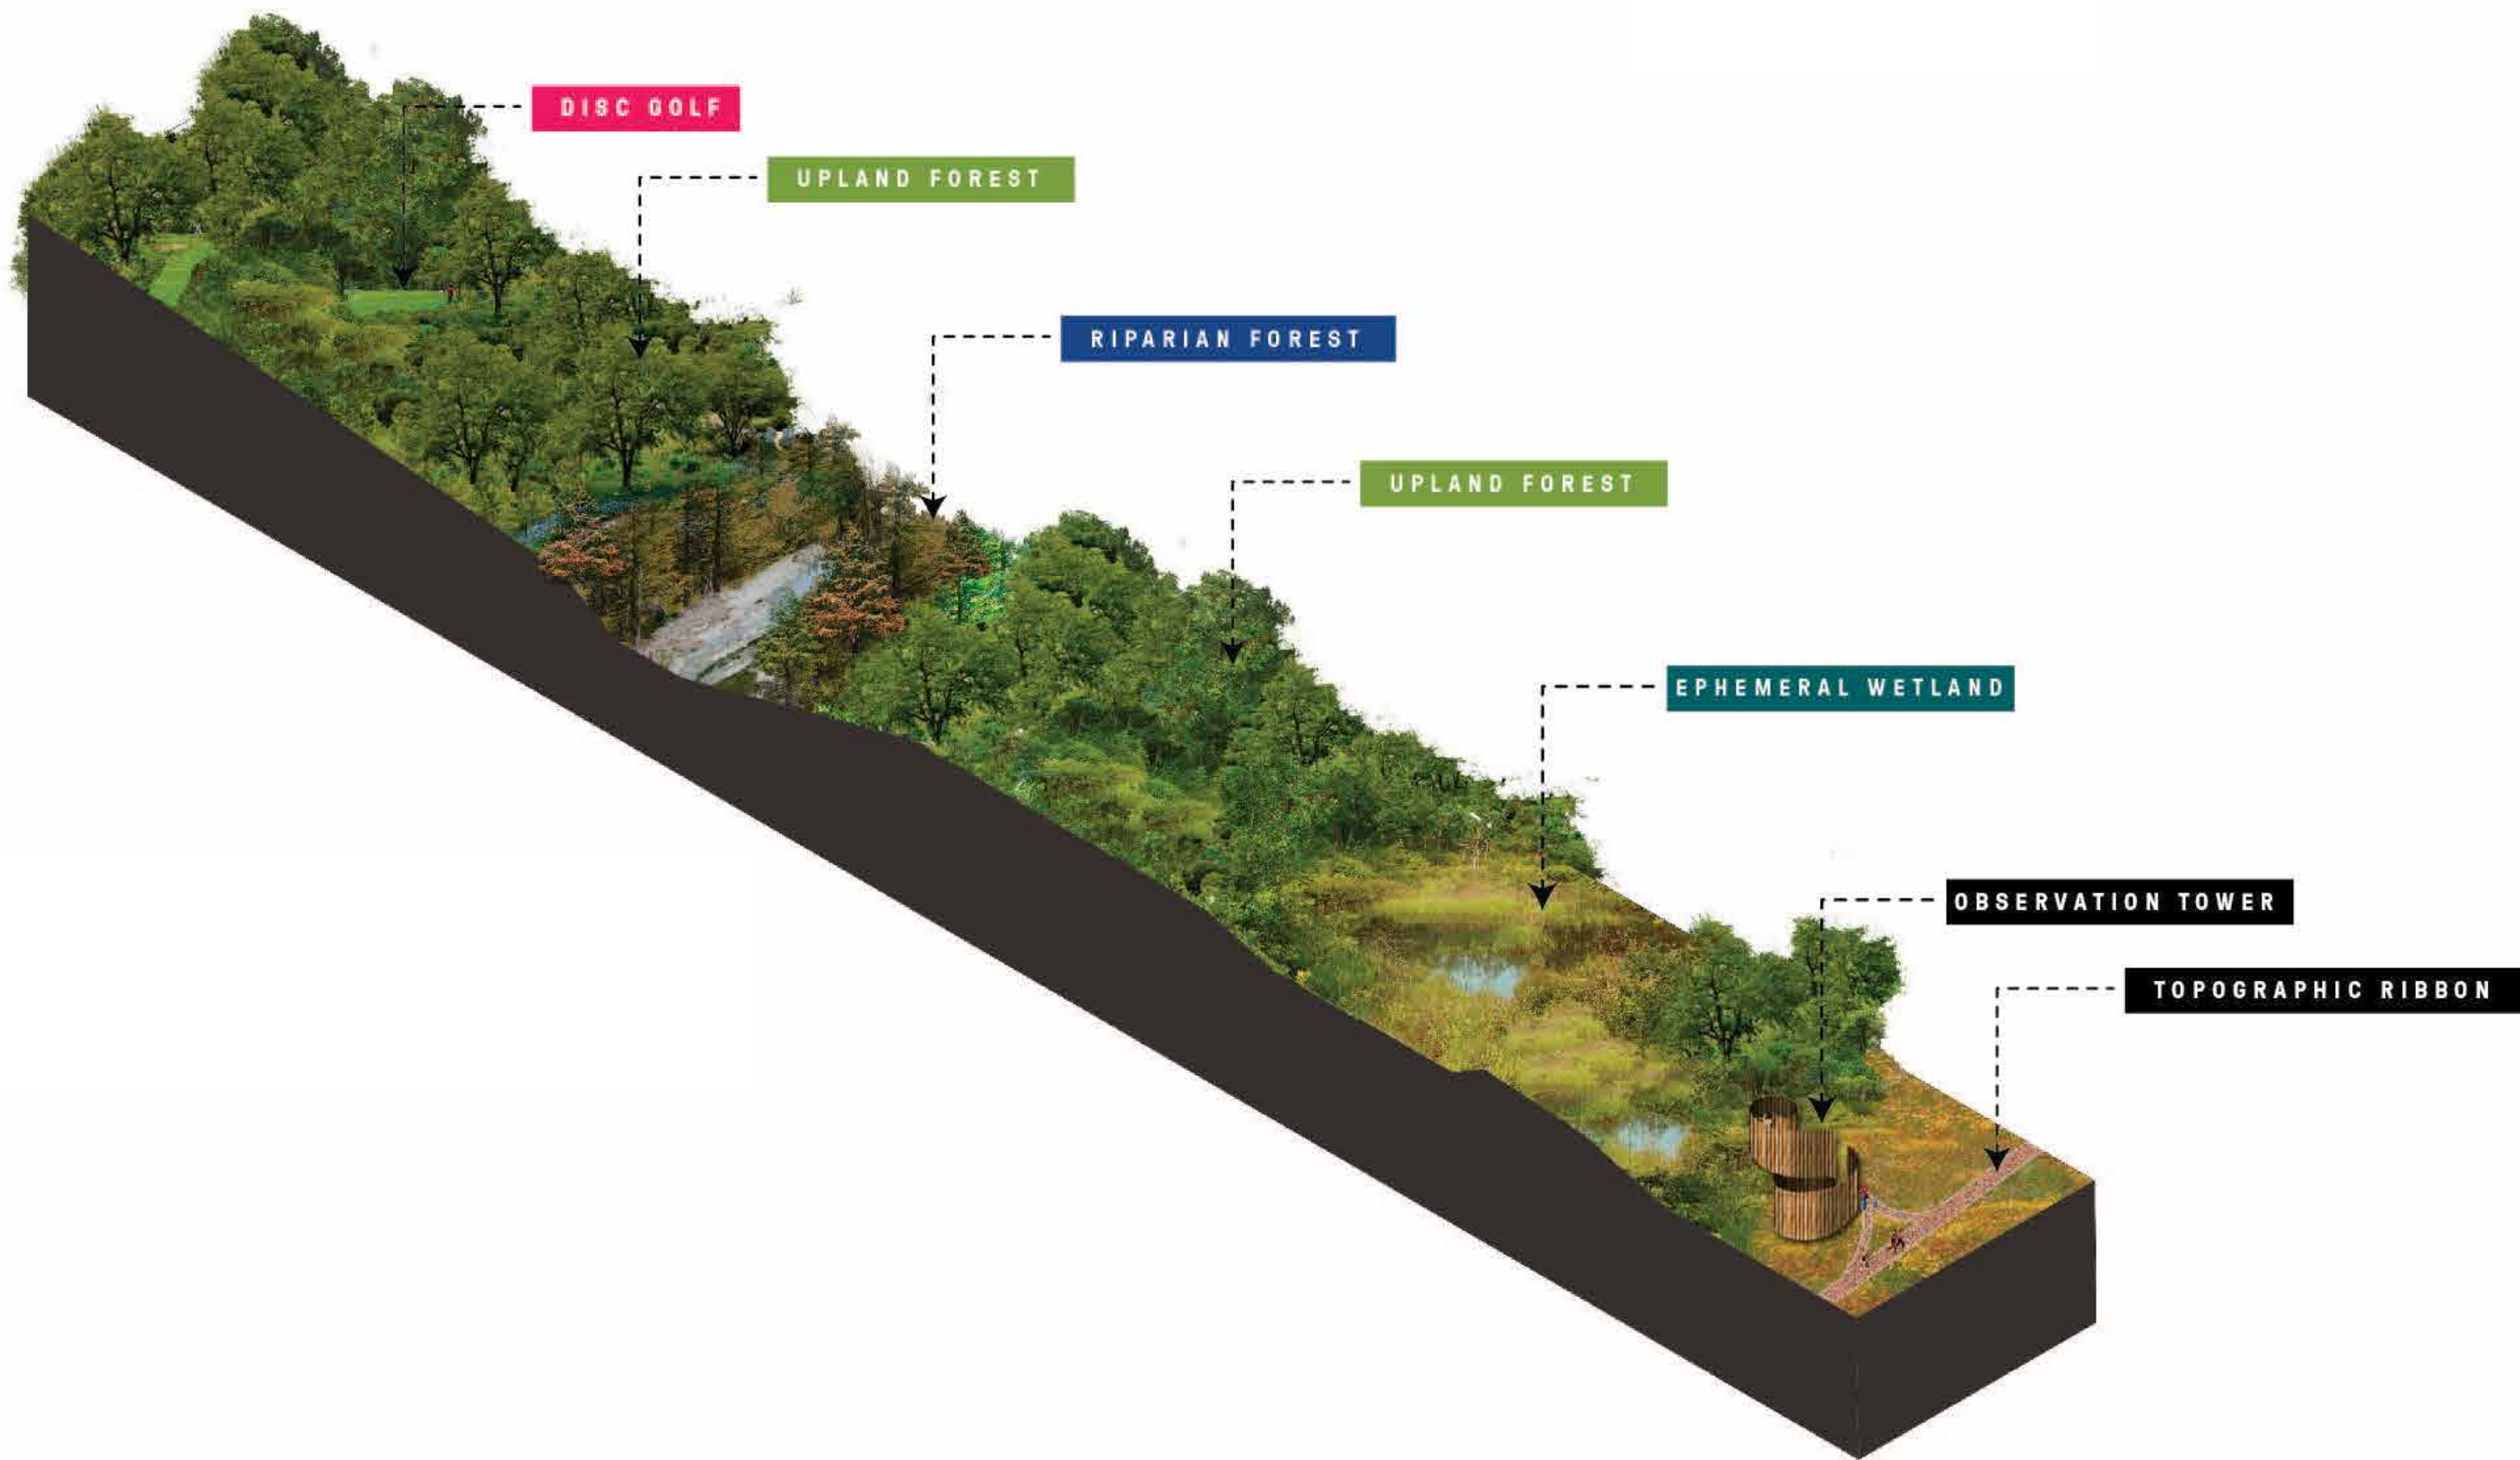 DISC GOLF
UPLAND FOREST
RIPARIAN FOREST
UPLAND FOREST
EPHEMERAL WETLAND
OBSERVATION TOWER
TOPOGRAPHIC RIBBON